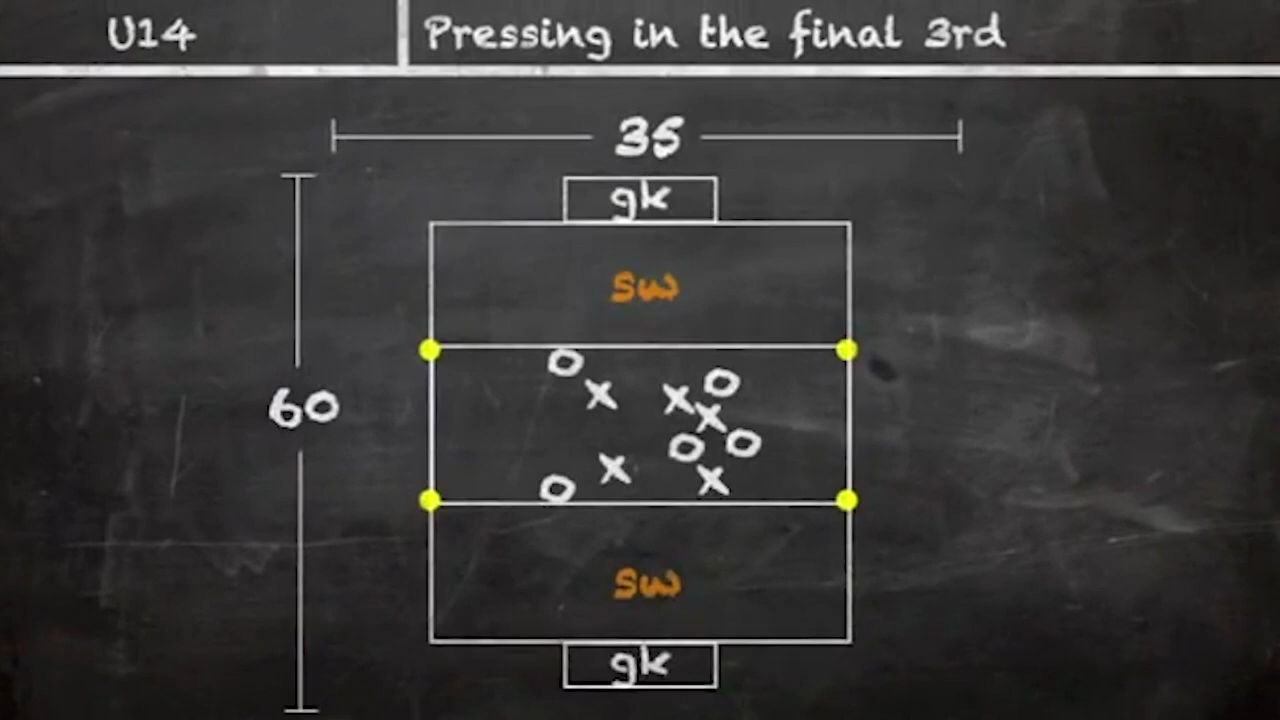 U14
Pressing in the final 3rd
35
gk
sw
60
O
X
X
O
X
O
O
X
O
X
sw
gk